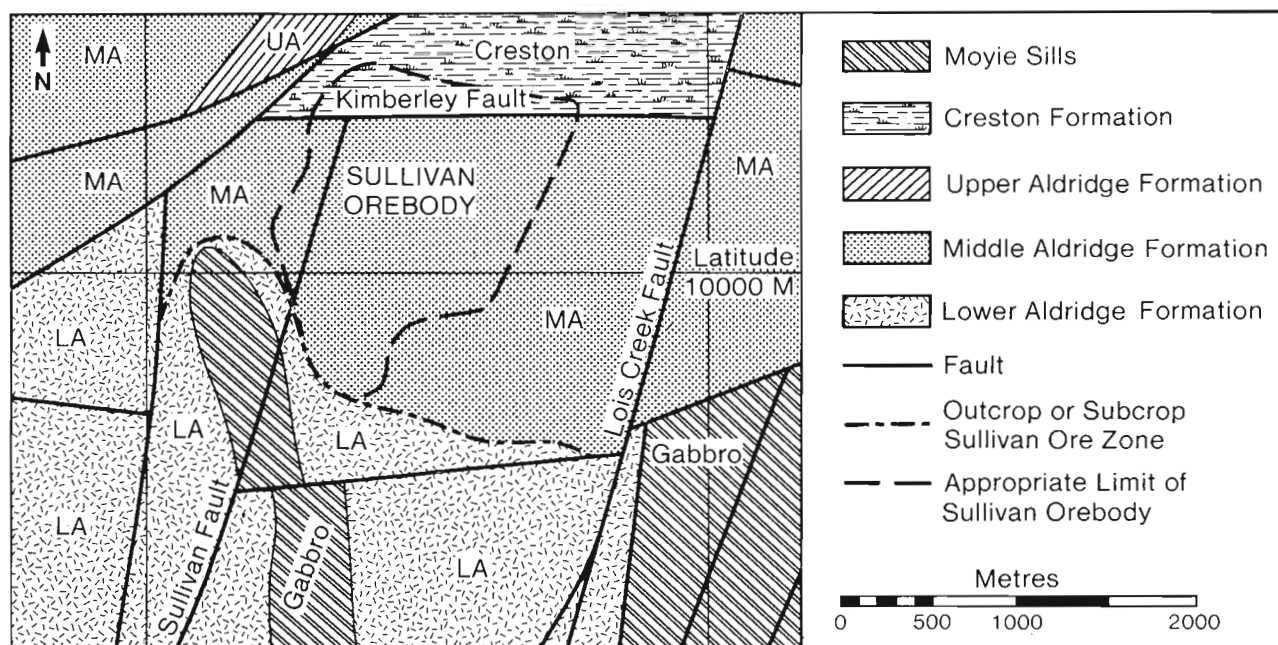 N
MA
UA
Creston
Kimberley Fault
MA
MA
SULLIVAN
OREBODY
MA
Latitude
10000 M
LA
MA
Lois Creek Fault
LA
LA
Gabbro
LA
Sullivan Fault
Gabbro
LA
Moyie Sills
Creston Formation
Upper Aldridge Formation
Middle Aldridge Formation
Lower Aldridge Formation
Fault
Outcrop or Subcrop
Sullivan Ore Zone
Appropriate Limit of
Sullivan Orebody
Metres
0 500 1000 2000